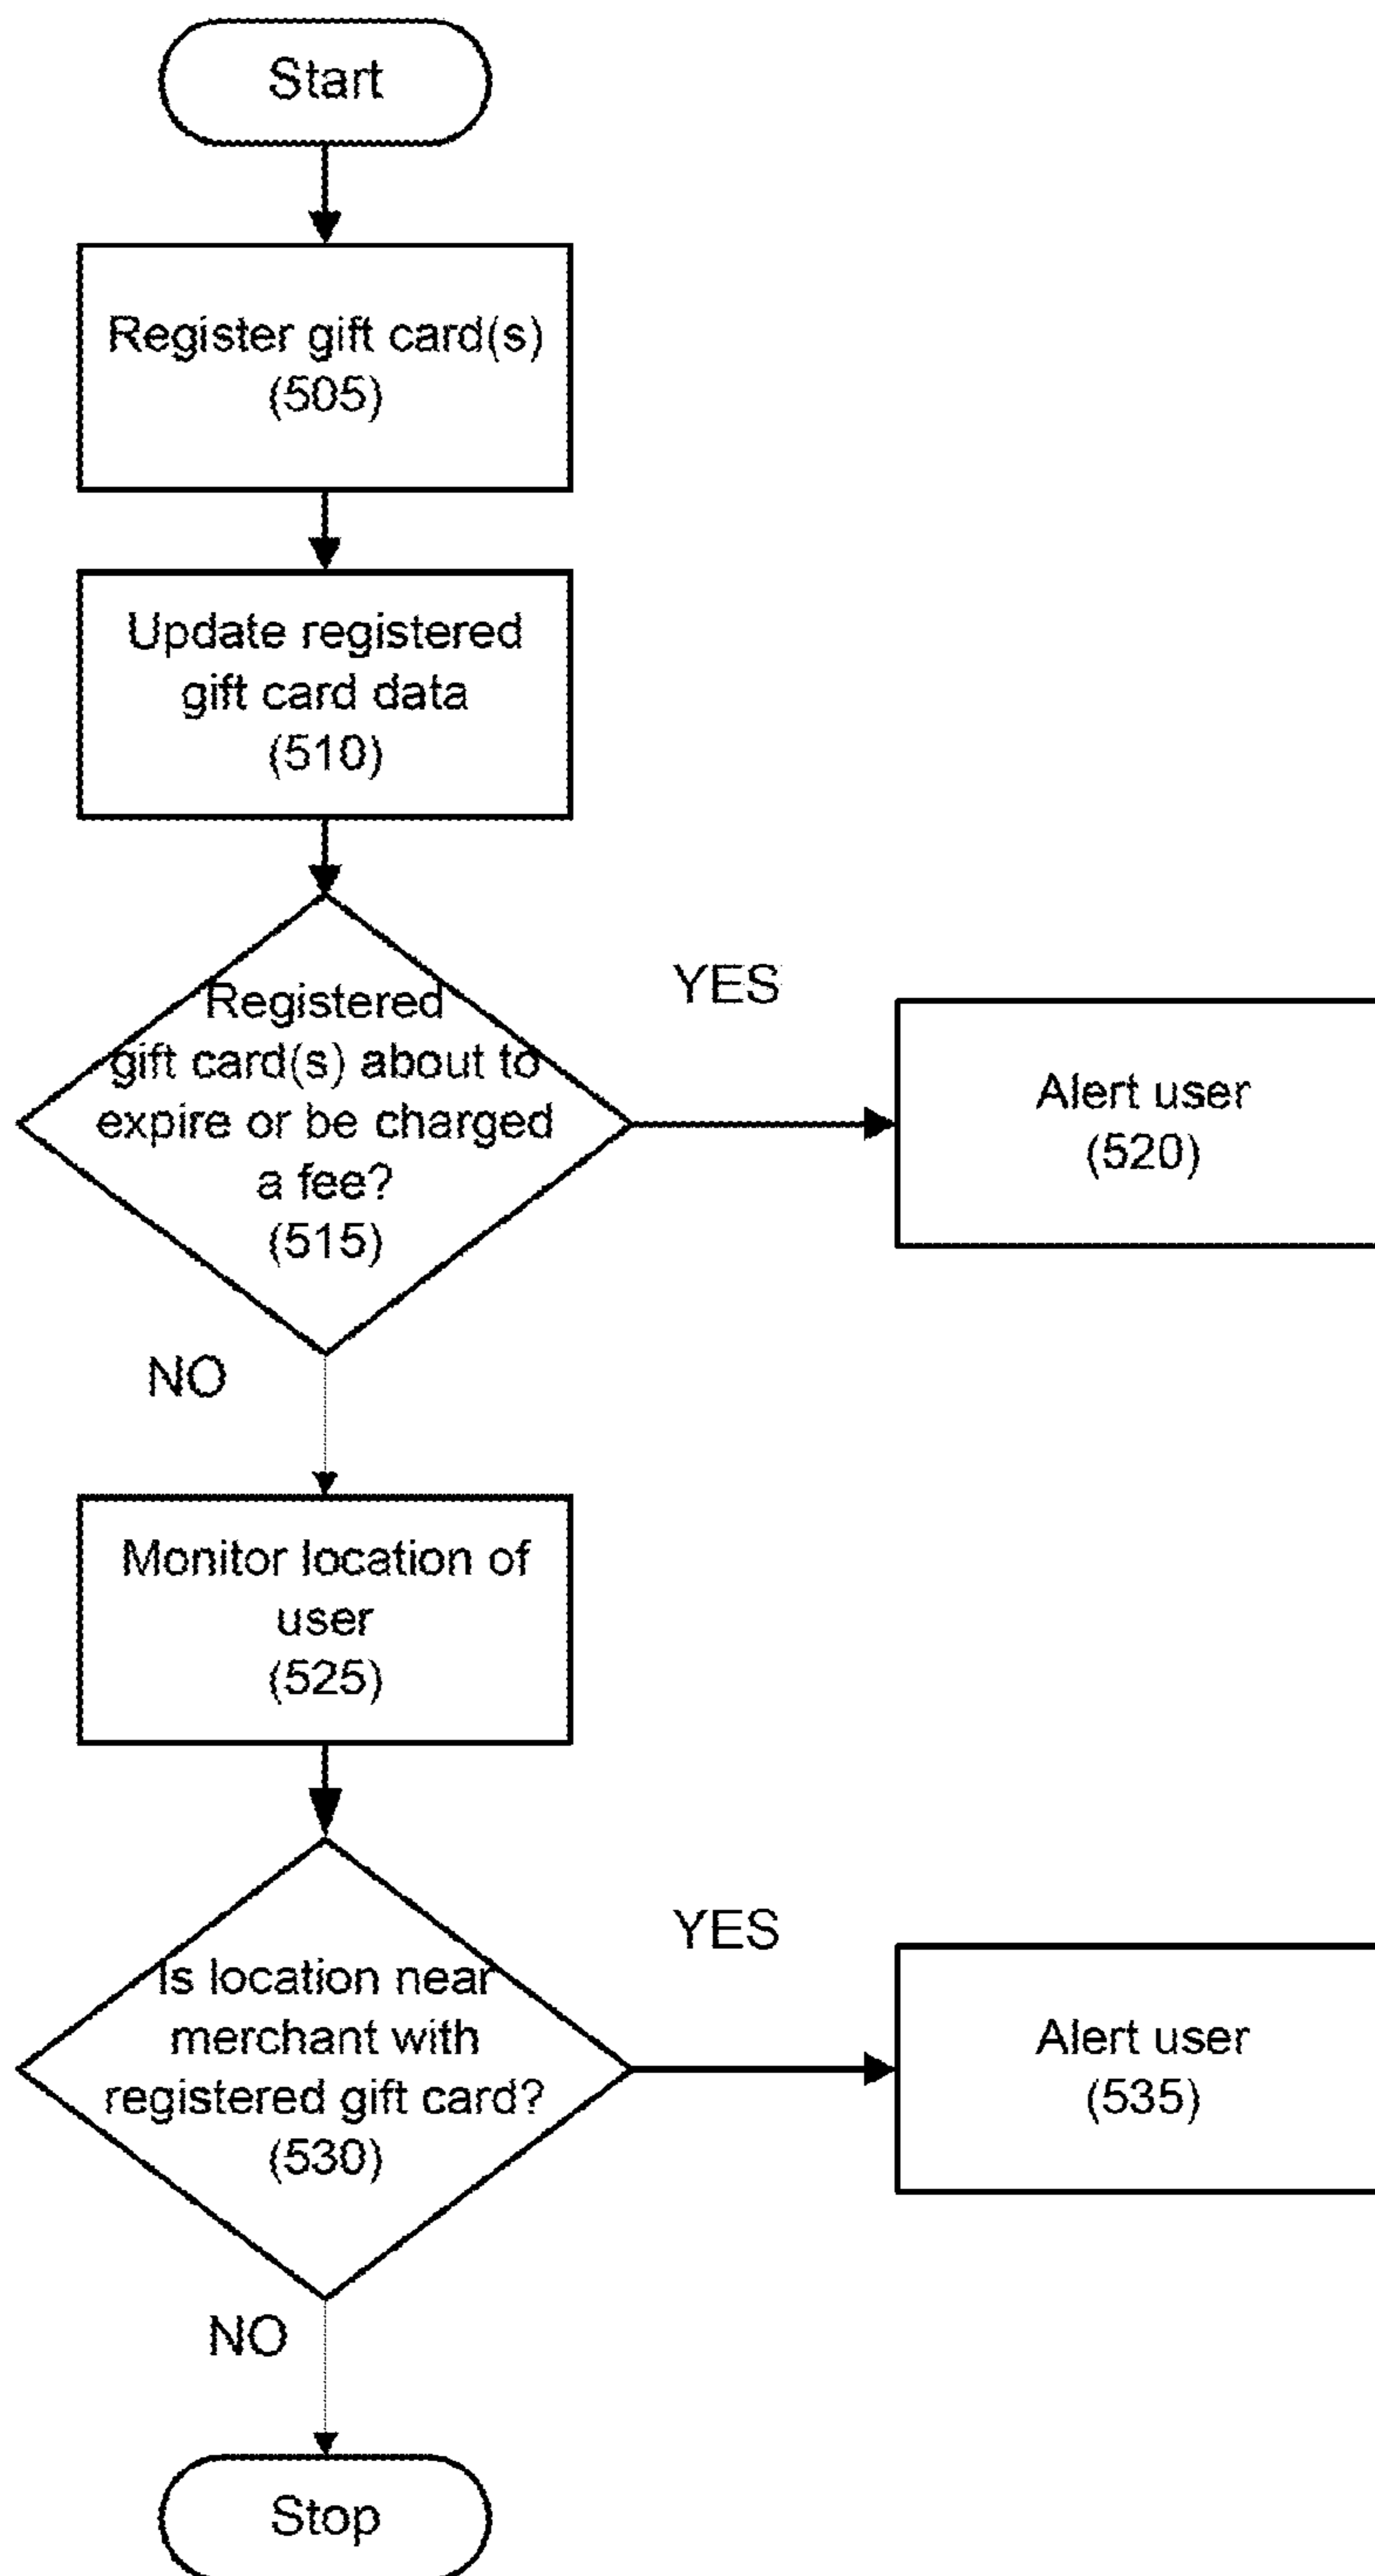 Start
Register gift card(s)
(505)
Update registered
gift card data
(510)
Registered
gift card(s) about to
expire or be charged
a fee?
(515)
YES
Alert user
(520)
NO
Monitor location of
user
(525)
Is location near
merchant with
registered gift card?
(530)
YES
Alert user
(535)
NO
Stop